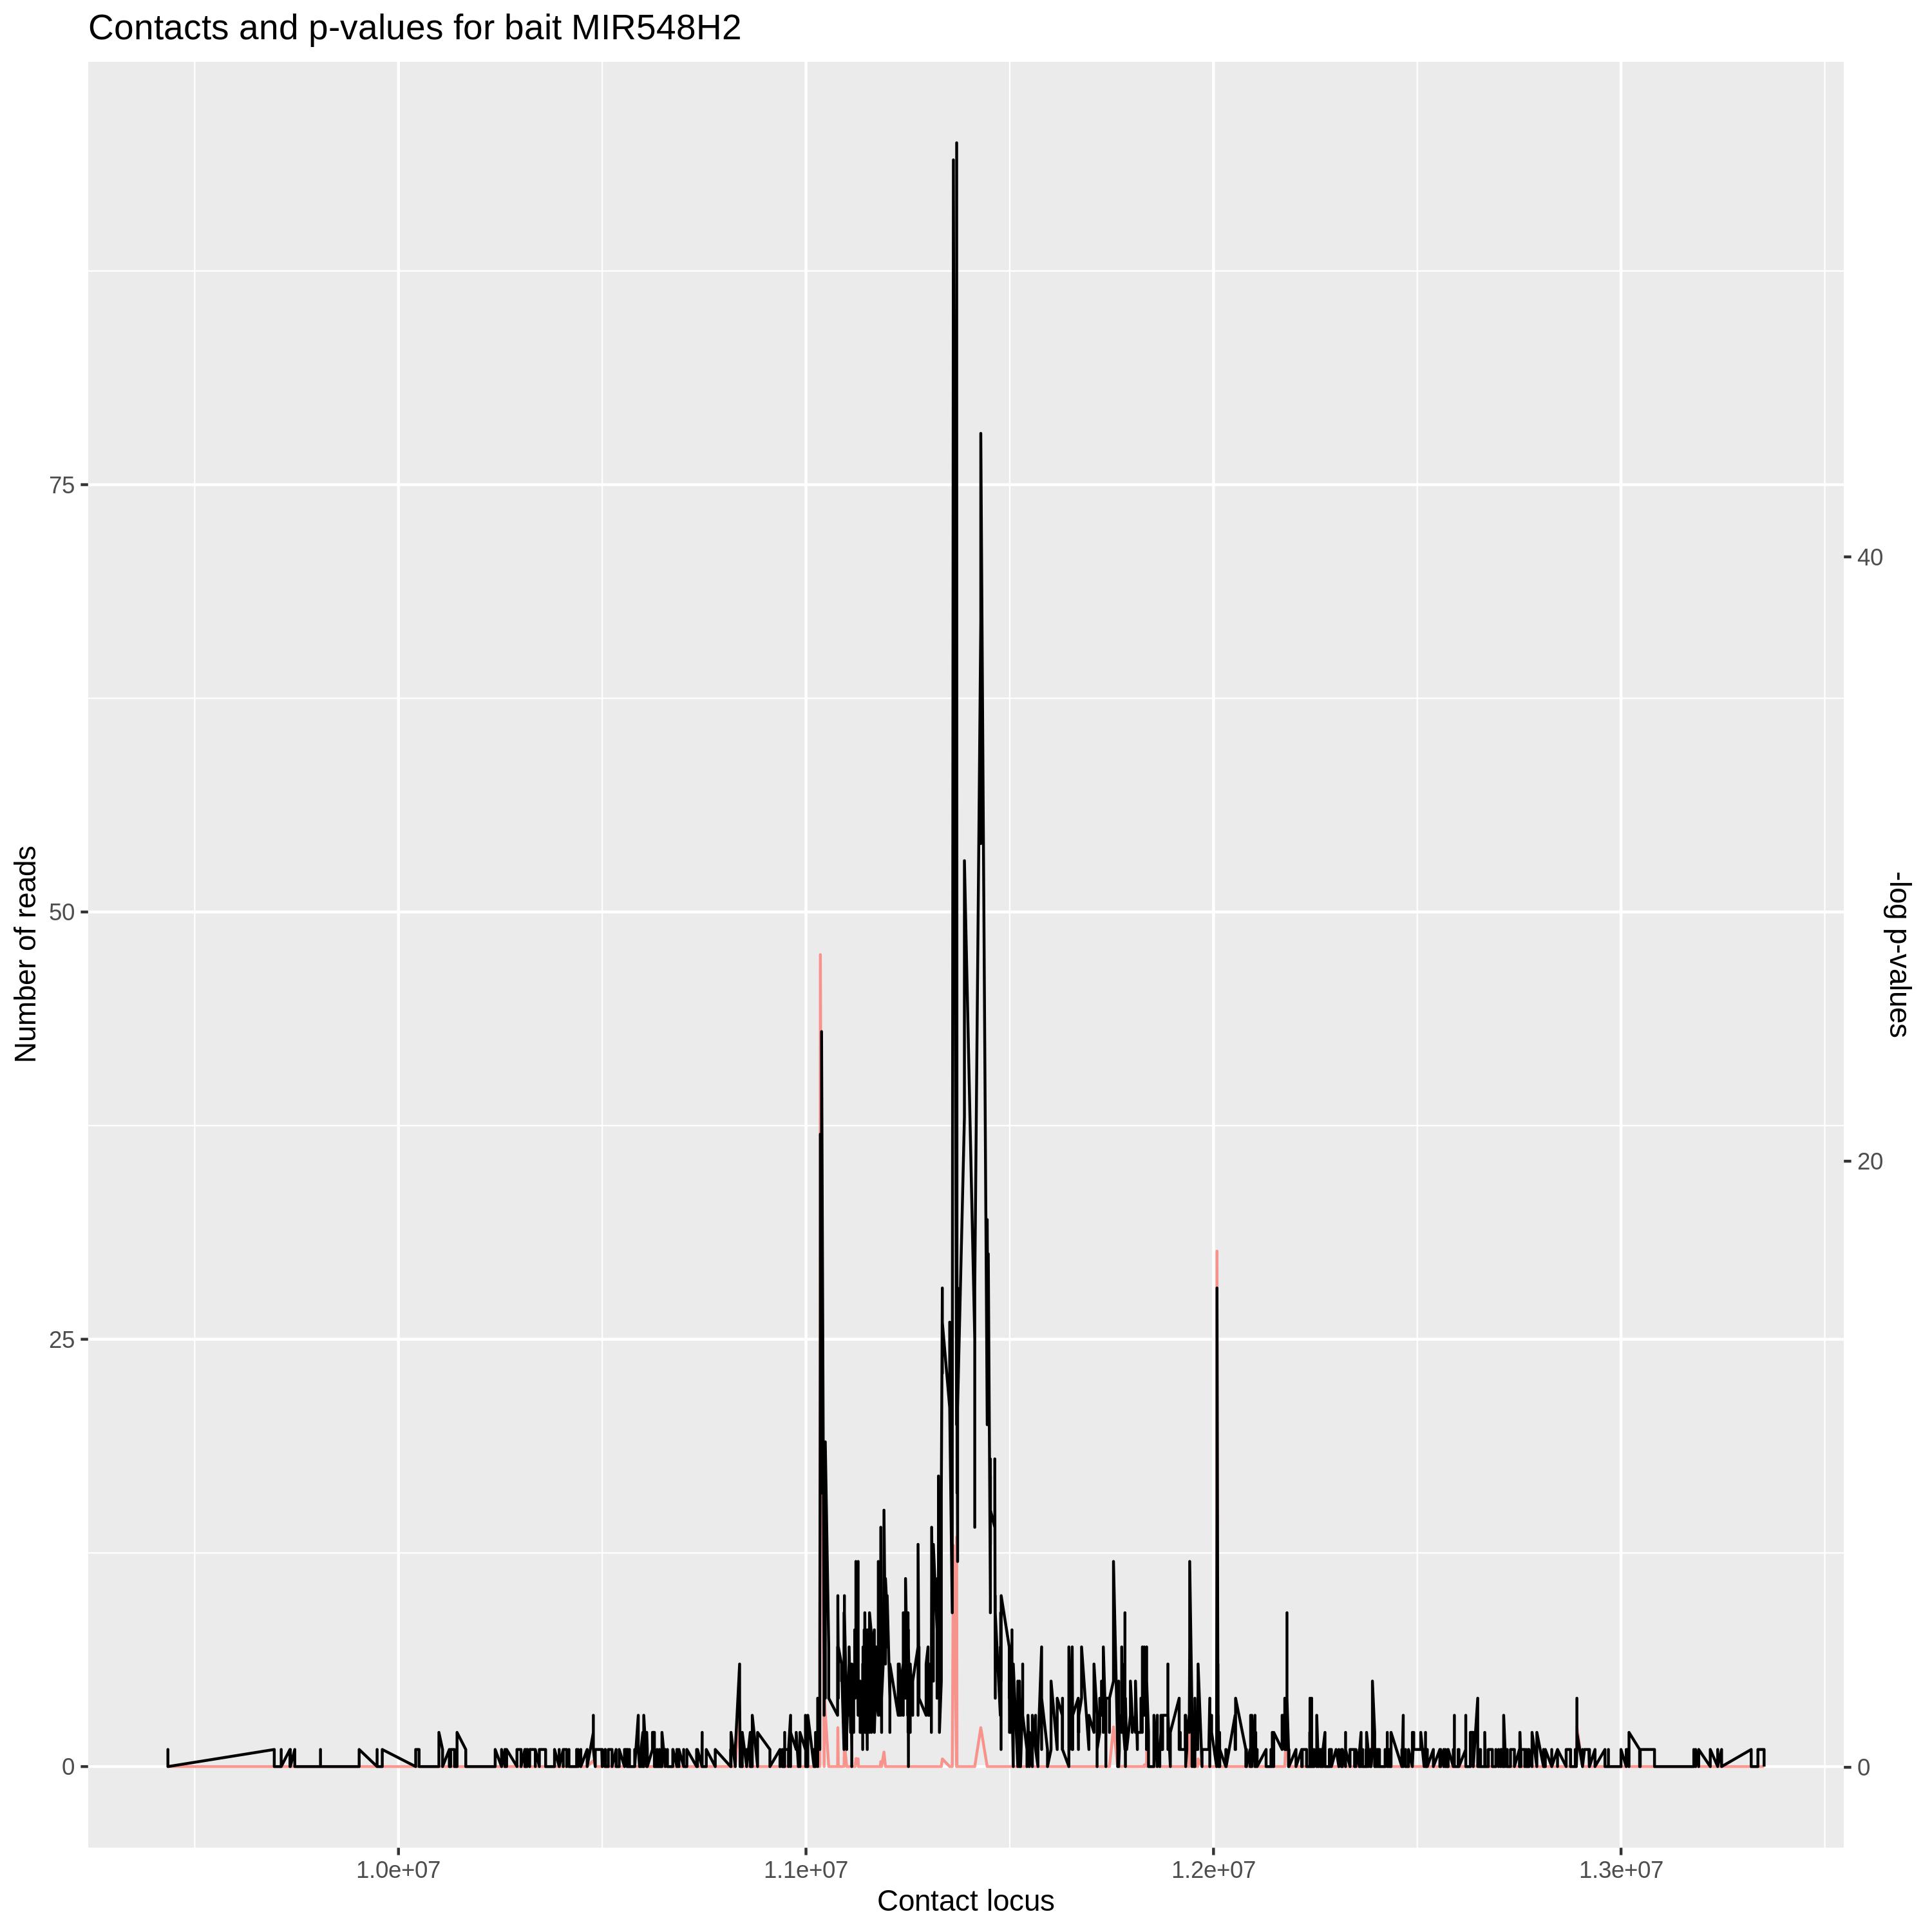 Contacts and p-values for bait MIR548H2
75
50
25
0
Number of reads
40
20
0
-log p-values
1.0e+07 1.1e+07 1.2e+07 1.3e+07
Contact locus